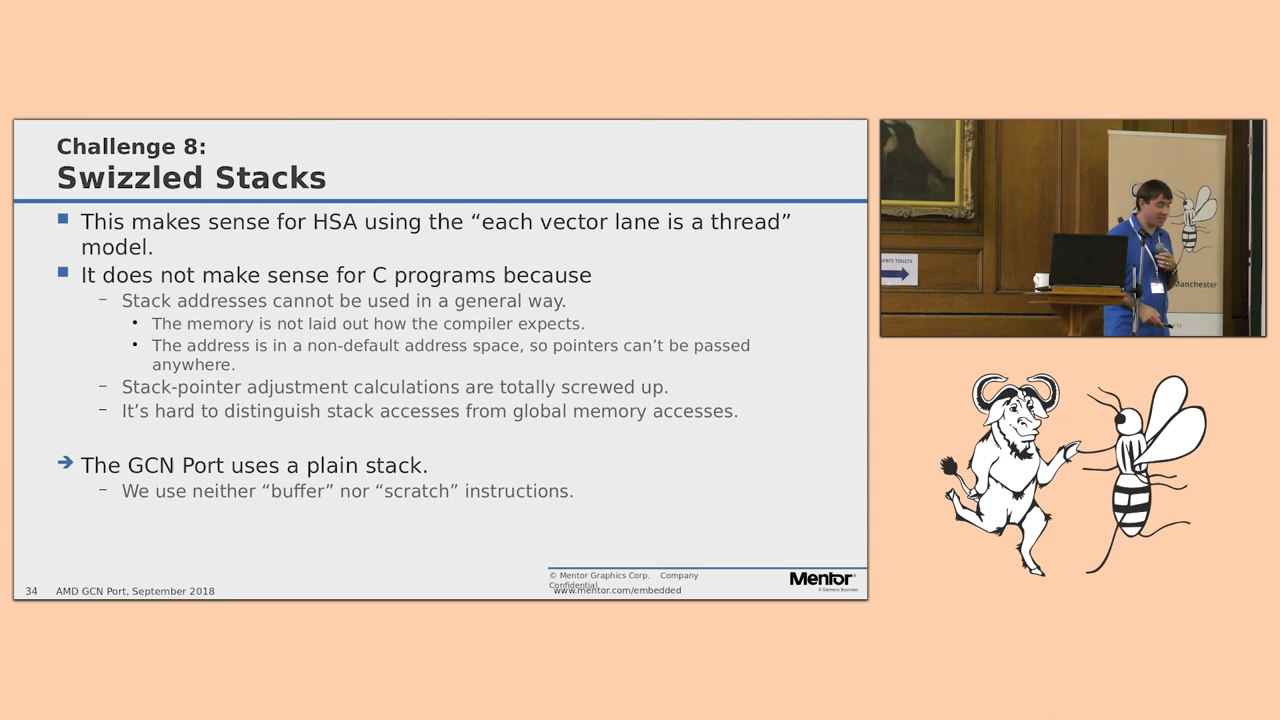 Challenge 8:
Swizzled Stacks
This makes sense for HSA using the “each vector lane is a thread”
model.
It does not make sense for C programs because
– Stack addresses cannot be used in a general way.
• The memory is not laid out how the compiler expects.
• The address is in a non-default address space, so pointers can’t be passed
anywhere.
– Stack-pointer adjustment calculations are totally screwed up.
– It’s hard to distinguish stack accesses from global memory accesses.
➔ The GCN Port uses a plain stack.
– We use neither “buffer” nor “scratch” instructions.
34 AMD GCN Port, September 2018
© Mentor Graphics Corp. Company
Confidential
www.mentor.com/embedded
Mentor®
A Siemens Business
TOILETS
Manchester